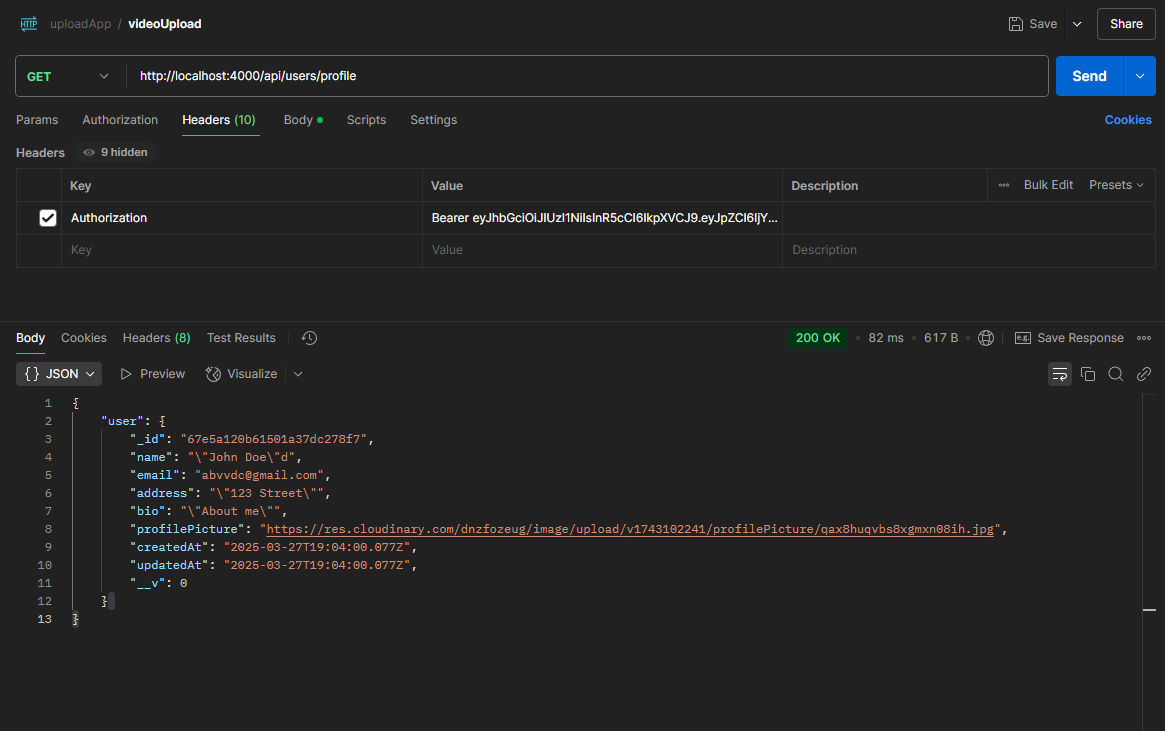 HTTP uploadApp / videoUpload Save Share
GET http://localhost:4000/api/users/profile Send
Params Authorization Headers (10) Body Scripts Settings Cookies
Headers 9 hidden
Key Value Description ••• Bulk Edit Presets
Authorization Bearer eyJhbGciOiJIUzI1NiIsInR5cCI6IkpXVCJ9.eyJpZCI6IjY...
Key Value Description
Body Cookies Headers (8) Test Results 200 OK • 82 ms • 617 B • e.g. Save Response •••
{} JSON Preview Visualize
1 {
2 "user": {
3 "_id": "67e5a120b61501a37dc278f7",
4 "name": "\"John Doe\"d",
5 "email": "abvvdc@gmail.com",
6 "address": "\"123 Street\"",
7 "bio": "\"About me\"",
8 "profilePicture": "https://res.cloudinary.com/dnzfozeug/image/upload/v1743102241/profilePicture/qax8huqvbs8xgmxn08ih.jpg",
9 "createdAt": "2025-03-27T19:04:00.077Z",
10 "updatedAt": "2025-03-27T19:04:00.077Z",
11 "__v": 0
12 }
13 }